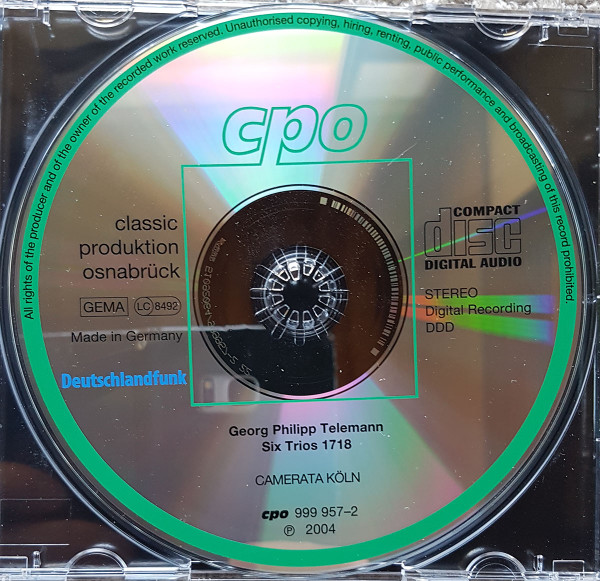 All rights of the producer and of the owner of the recorded work reserved. Unauthorised copying, hiring, renting, public performance and broadcasting of this record prohibited.
cpo
classic
produktion
osnabrück
GEMA LC 8492
Made in Germany
Deutschlandfunk
COMPACT
disc
DIGITAL AUDIO
STEREO
Digital Recording
DDD
Georg Philipp Telemann
Six Trios 1718
CAMERATA KÖLN
cpo 999 957–2
℗ 2004